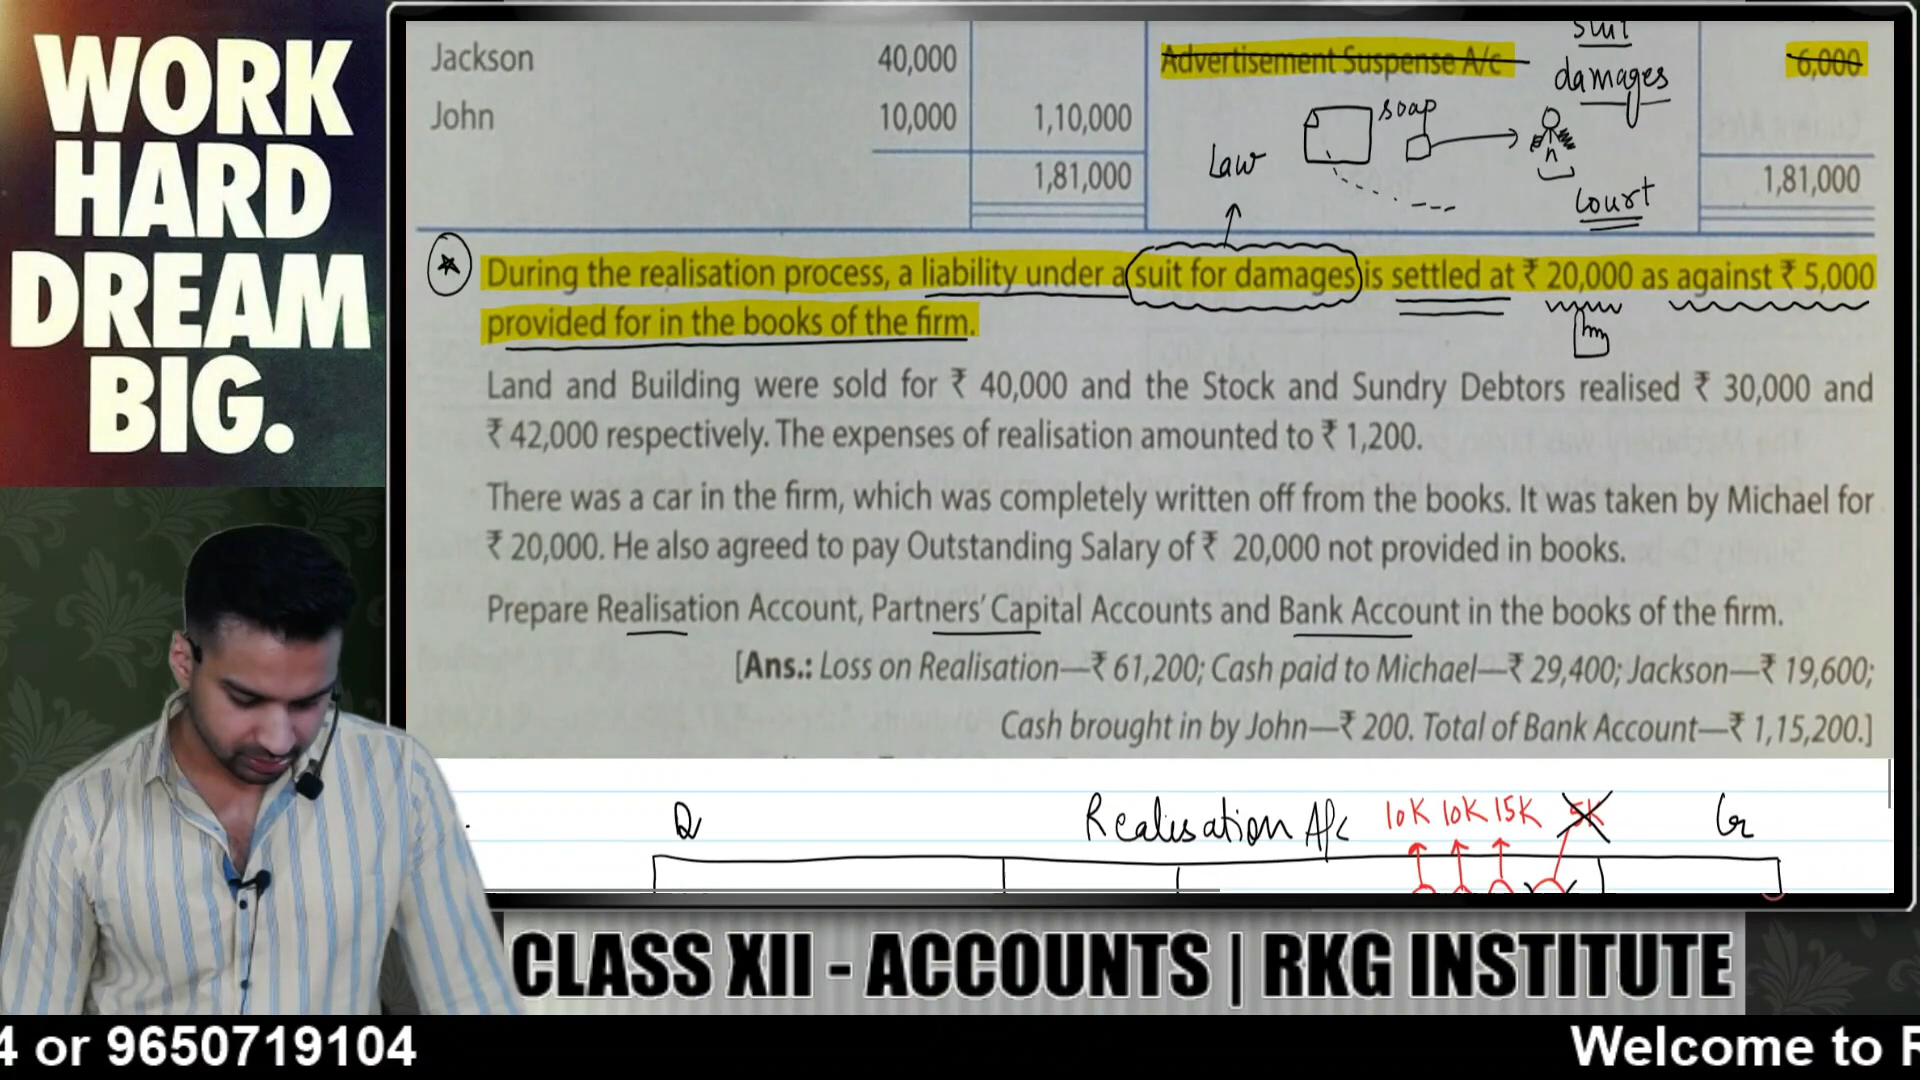 WORK
HARD
DREAM
BIG.
Jackson 40,000 Advertisement Suspense A/c 6,000
suit
damages
John 10,000 1,10,000
soap
Law
n
1,81,000 1,81,000
court
During the realisation process, a liability under a suit for damages is settled at ₹ 20,000 as against ₹ 5,000
provided for in the books of the firm.
Land and Building were sold for ₹ 40,000 and the Stock and Sundry Debtors realised ₹ 30,000 and
₹ 42,000 respectively. The expenses of realisation amounted to ₹ 1,200.
There was a car in the firm, which was completely written off from the books. It was taken by Michael for
₹ 20,000. He also agreed to pay Outstanding Salary of ₹ 20,000 not provided in books.
Prepare Realisation Account, Partners' Capital Accounts and Bank Account in the books of the firm.
[Ans.: Loss on Realisation—₹ 61,200; Cash paid to Michael—₹ 29,400; Jackson—₹ 19,600;
Cash brought in by John—₹ 200. Total of Bank Account—₹ 1,15,200.]
Dr Realisation A/c 10K 10K 15K 5K Cr
CLASS XII - ACCOUNTS | RKG INSTITUTE
4 or 9650719104 Welcome to R